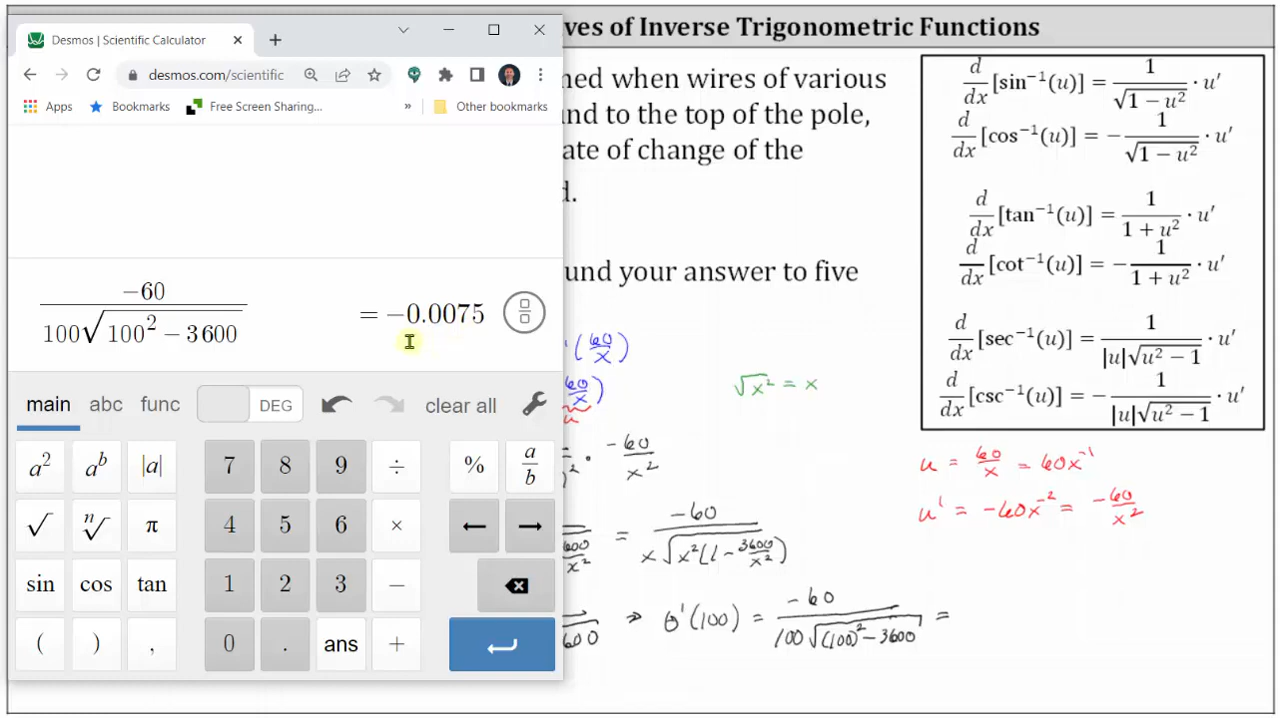 Desmos | Scientific Calculator
desmos.com/scientific
Apps Bookmarks Free Screen Sharing... » Other bookmarks
-60 / (100√(100² − 3600)) = −0.0075
main abc func DEG clear all
a² a^b |a| 7 8 9 ÷ % a/b
√ ⁿ√ π 4 5 6 × ← →
sin cos tan 1 2 3 −
( ) , 0 . ans +
ves of Inverse Trigonometric Functions
ned when wires of various
und to the top of the pole,
ate of change of the
d.
und your answer to five
d/dx [sin⁻¹(u)] = 1/√(1 − u²) · u′
d/dx [cos⁻¹(u)] = − 1/√(1 − u²) · u′
d/dx [tan⁻¹(u)] = 1/(1 + u²) · u′
d/dx [cot⁻¹(u)] = − 1/(1 + u²) · u′
d/dx [sec⁻¹(u)] = 1/(|u|√(u² − 1)) · u′
d/dx [csc⁻¹(u)] = − 1/(|u|√(u² − 1)) · u′
(60/x)
60/x)
u
√x² = x
)² · −60/x²
600/x² = −60 / (x√(x²(1 − 3600/x²)))
600 → θ′(100) = −60 / (100√((100)² − 3600)) =
u = 60/x = 60x⁻¹
u′ = −60x⁻² = −60/x²